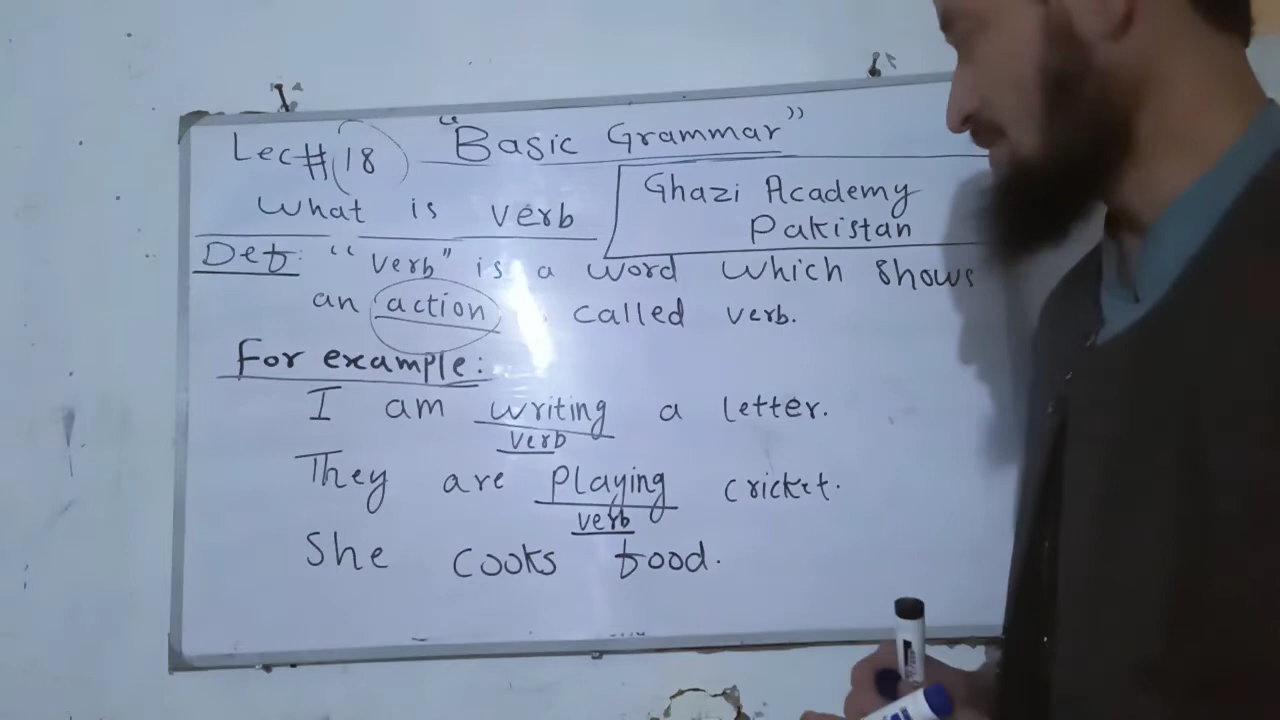 Lec# 18 "Basic Grammar"
What is verb
Ghazi Academy
Pakistan
Def: "verb" is a word which shows
an action called verb.
For example:
I am writing a letter.
verb
They are playing cricket.
verb
She cooks food.